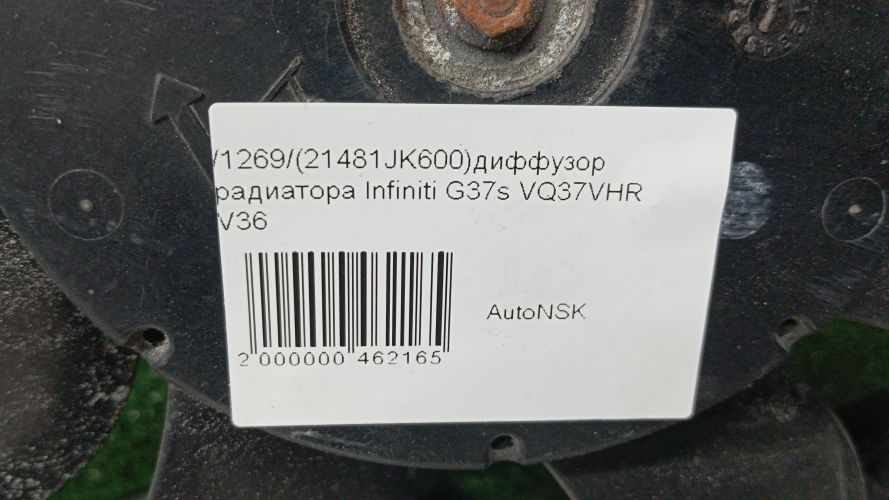 /1269/(21481JK600)диффузор
радиатора Infiniti G37s VQ37VHR
V36
AutoNSK
2 000000 462165